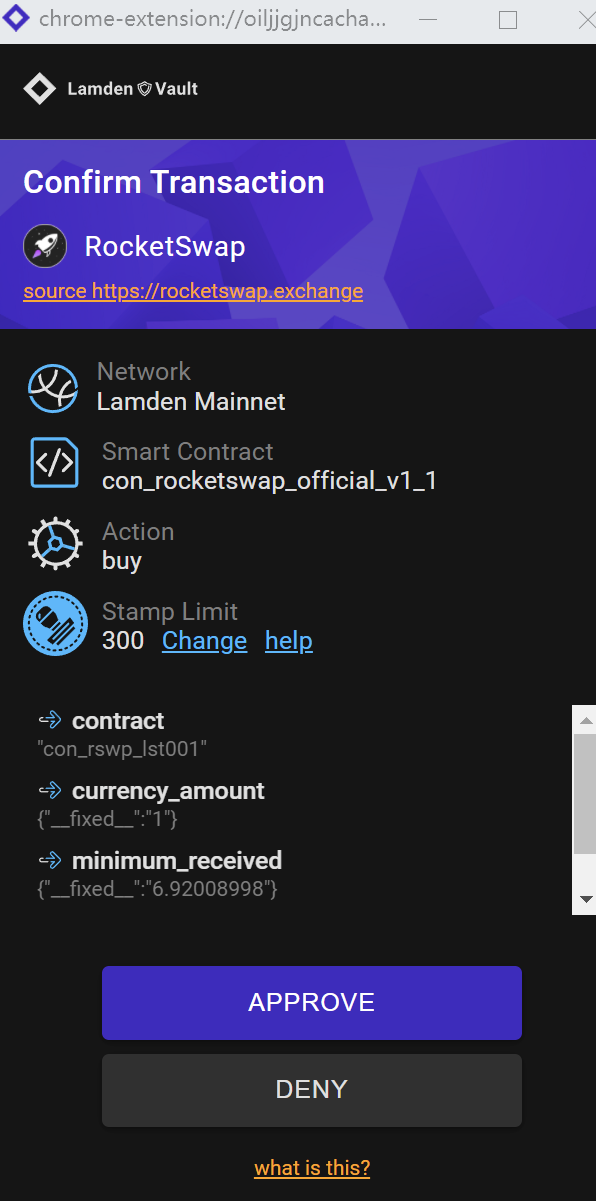 chrome-extension://oiljjgjncacha...
Lamden Vault
Confirm Transaction
RocketSwap
source https://rocketswap.exchange
Network
Lamden Mainnet
Smart Contract
con_rocketswap_official_v1_1
Action
buy
Stamp Limit
300 Change help
contract
"con_rswp_lst001"
currency_amount
{"__fixed__":"1"}
minimum_received
{"__fixed__":"6.92008998"}
APPROVE
DENY
what is this?